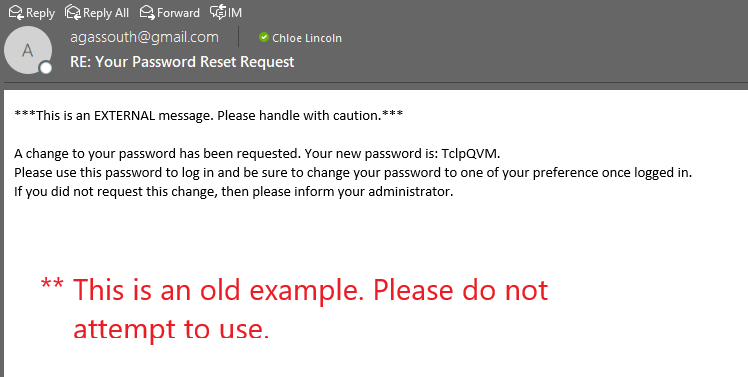 Reply Reply All Forward IM
agassouth@gmail.com Chloe Lincoln
A
RE: Your Password Reset Request
***This is an EXTERNAL message. Please handle with caution.***
A change to your password has been requested. Your new password is: TclpQVM.
Please use this password to log in and be sure to change your password to one of your preference once logged in.
If you did not request this change, then please inform your administrator.
** This is an old example. Please do not
attempt to use.